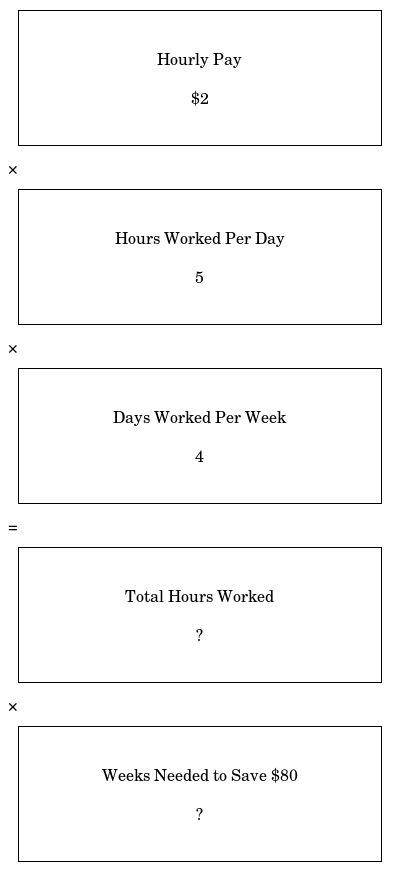 Hourly Pay
$2
×
Hours Worked Per Day
5
×
Days Worked Per Week
4
=
Total Hours Worked
?
×
Weeks Needed to Save $80
?